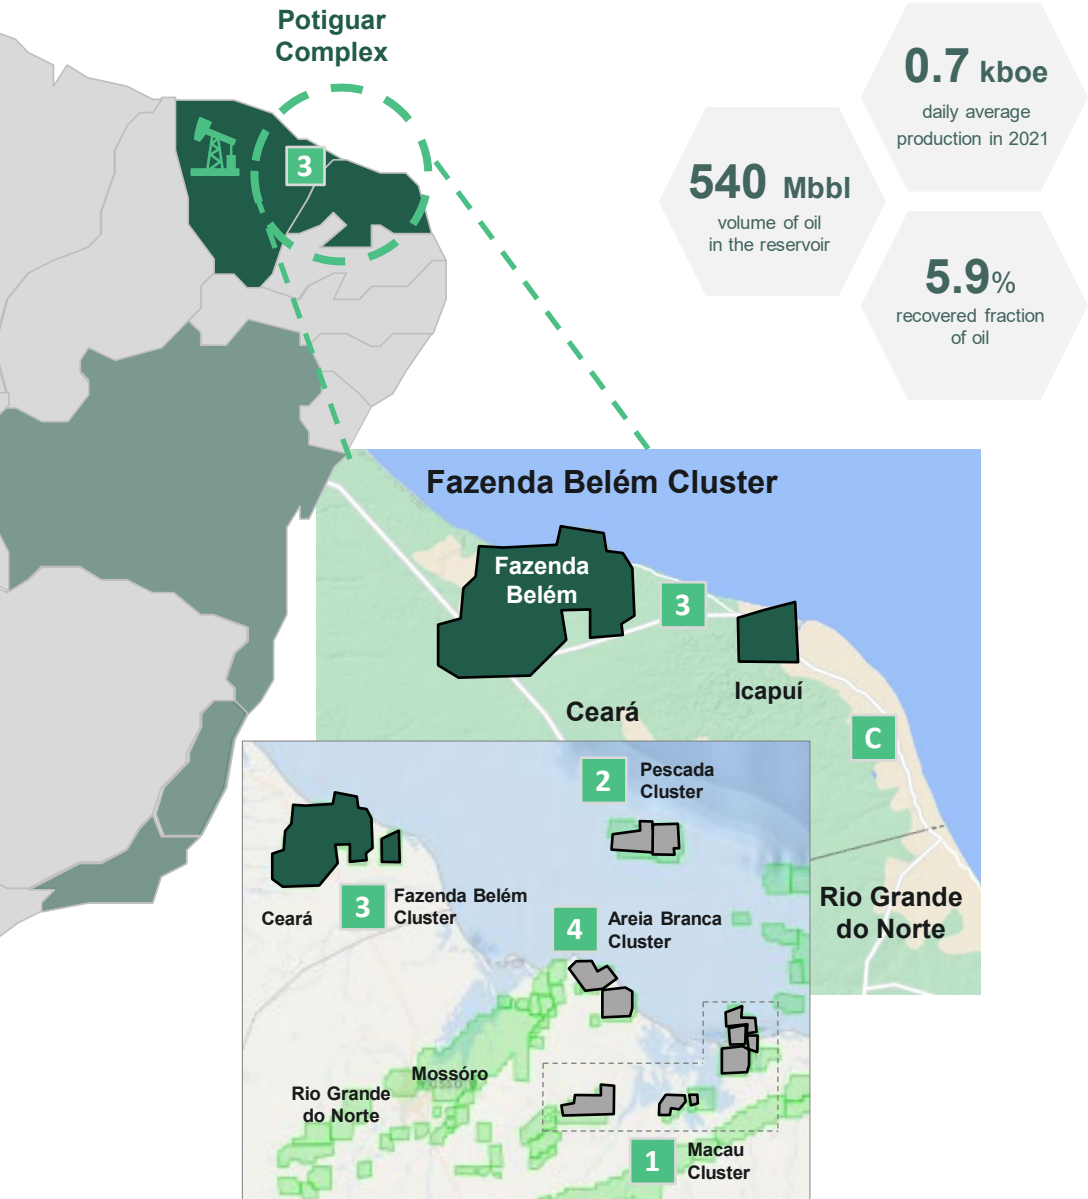 Potiguar
Complex
3
0.7 kboe
daily average
production in 2021
540 Mbbl
volume of oil
in the reservoir
5.9%
recovered fraction
of oil
Fazenda Belém Cluster
Fazenda
Belém
3
Icapuí
Ceará
C
Rio Grande
do Norte
2
Pescada
Cluster
3
Fazenda Belém
Cluster
Ceará
4
Areia Branca
Cluster
Mossóro
Rio Grande
do Norte
1
Macau
Cluster